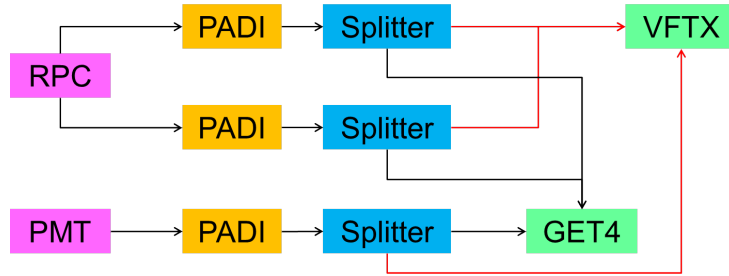 PADI
Splitter
VFTX
RPC
PADI
Splitter
PMT
PADI
Splitter
GET4